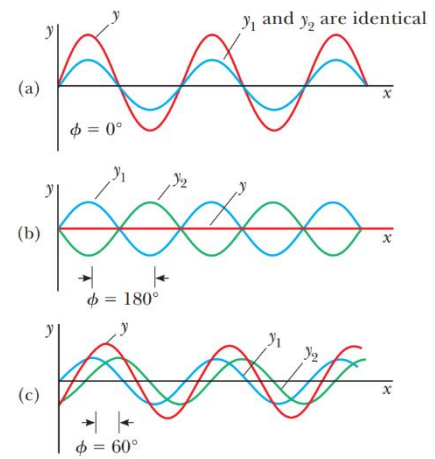 y
y
y₁ and y₂ are identical
(a)
x
ϕ = 0°
y
y₁
y₂
y
(b)
x
ϕ = 180°
y
y
y₁
y₂
(c)
x
ϕ = 60°